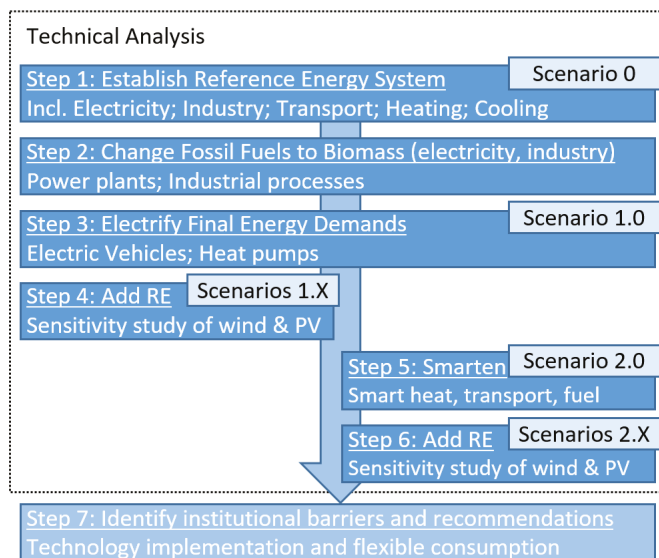 Technical Analysis
Step 1: Establish Reference Energy System
Scenario 0
Incl. Electricity; Industry; Transport; Heating; Cooling
Step 2: Change Fossil Fuels to Biomass (electricity, industry)
Power plants; Industrial processes
Step 3: Electrify Final Energy Demands
Scenario 1.0
Electric Vehicles; Heat pumps
Step 4: Add RE
Scenarios 1.X
Sensitivity study of wind & PV
Step 5: Smarten
Scenario 2.0
Smart heat, transport, fuel
Step 6: Add RE
Scenarios 2.X
Sensitivity study of wind & PV
Step 7: Identify institutional barriers and recommendations
Technology implementation and flexible consumption